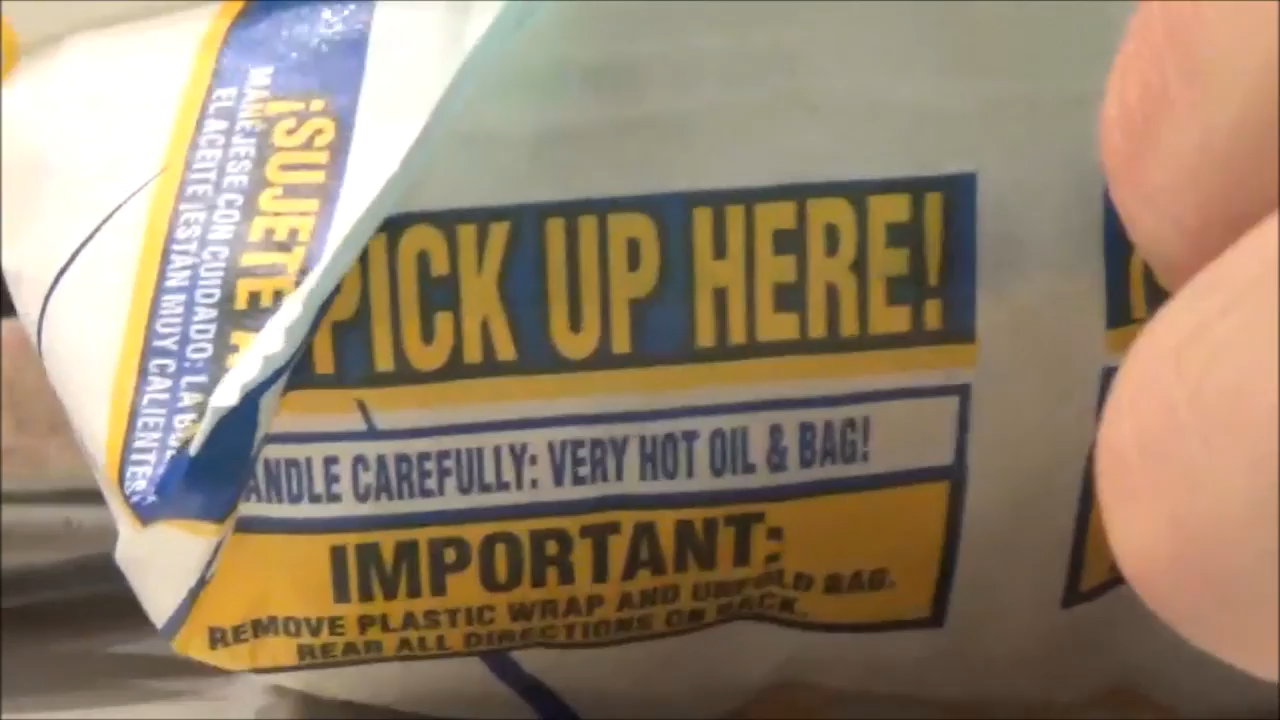 ¡SUJETE
MANÉJESE CON CUIDADO: LA
EL ACEITE ¡ESTÁN MUY CALIENTES!
PICK UP HERE!
ANDLE CAREFULLY: VERY HOT OIL & BAG!
IMPORTANT:
REMOVE PLASTIC WRAP AND UNFOLD BAG.
READ ALL DIRECTIONS ON BACK.